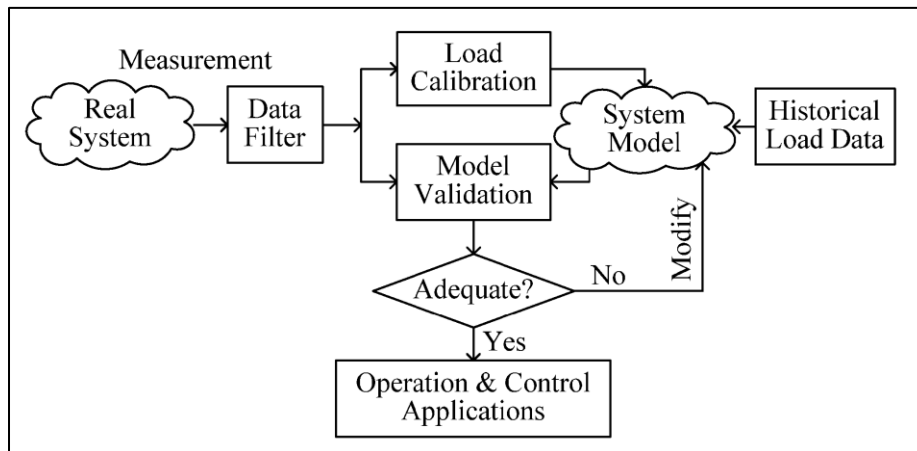 Measurement
Real
System
Data
Filter
Load
Calibration
Model
Validation
System
Model
Historical
Load Data
Adequate?
No
Modify
Yes
Operation & Control
Applications